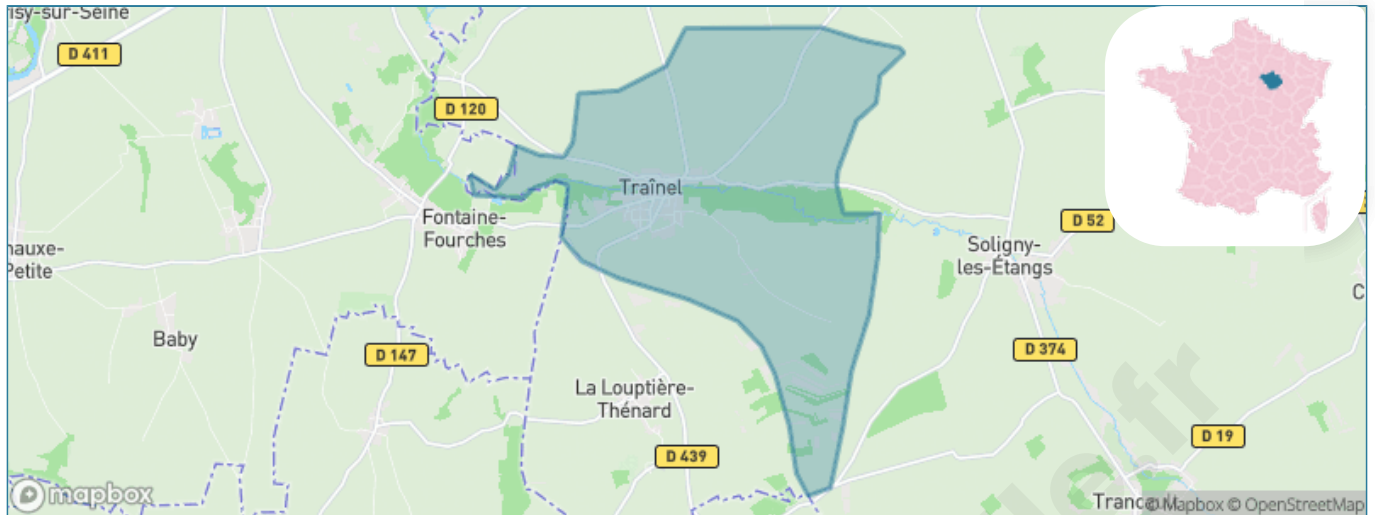 isy-sur-Seine
D 411
D 120
Traînel
Fontaine-
Fourches
D 52
Soligny-
les-Étangs
hauxe-
Petite
C
Baby
D 147
D 374
La Louptière-
Thénard
D 439
D 19
mapbox
© Mapbox © OpenStreetMap